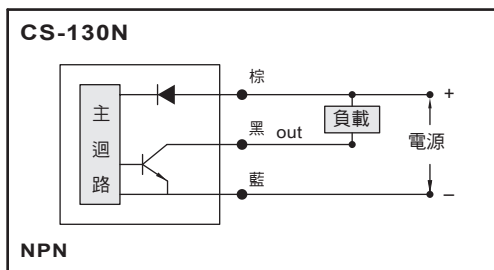 CS-130N
棕
+
主
迴
路
負載
黑 out
電源
藍
–
NPN